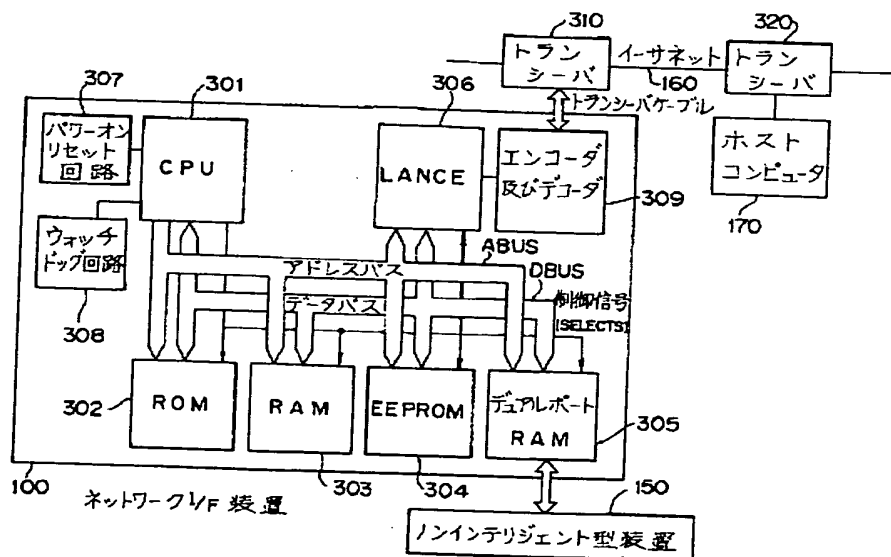 310
320
トラン
シーバ
イーサネット
160
トラン
シーバ
307
301
306
トランシーバケーブル
パワーオン
リセット
回路
CPU
LANCE
エンコーダ
及びデコーダ
309
ホスト
コンピュータ
170
ウォッチ
ドッグ回路
308
アドレスバス
ABUS
DBUS
データバス
制御信号
(SELECTS)
302
ROM
RAM
EEPROM
デュアルポート
RAM
305
100
ネットワークI/F装置
303
304
150
ノンインテリジェント型装置